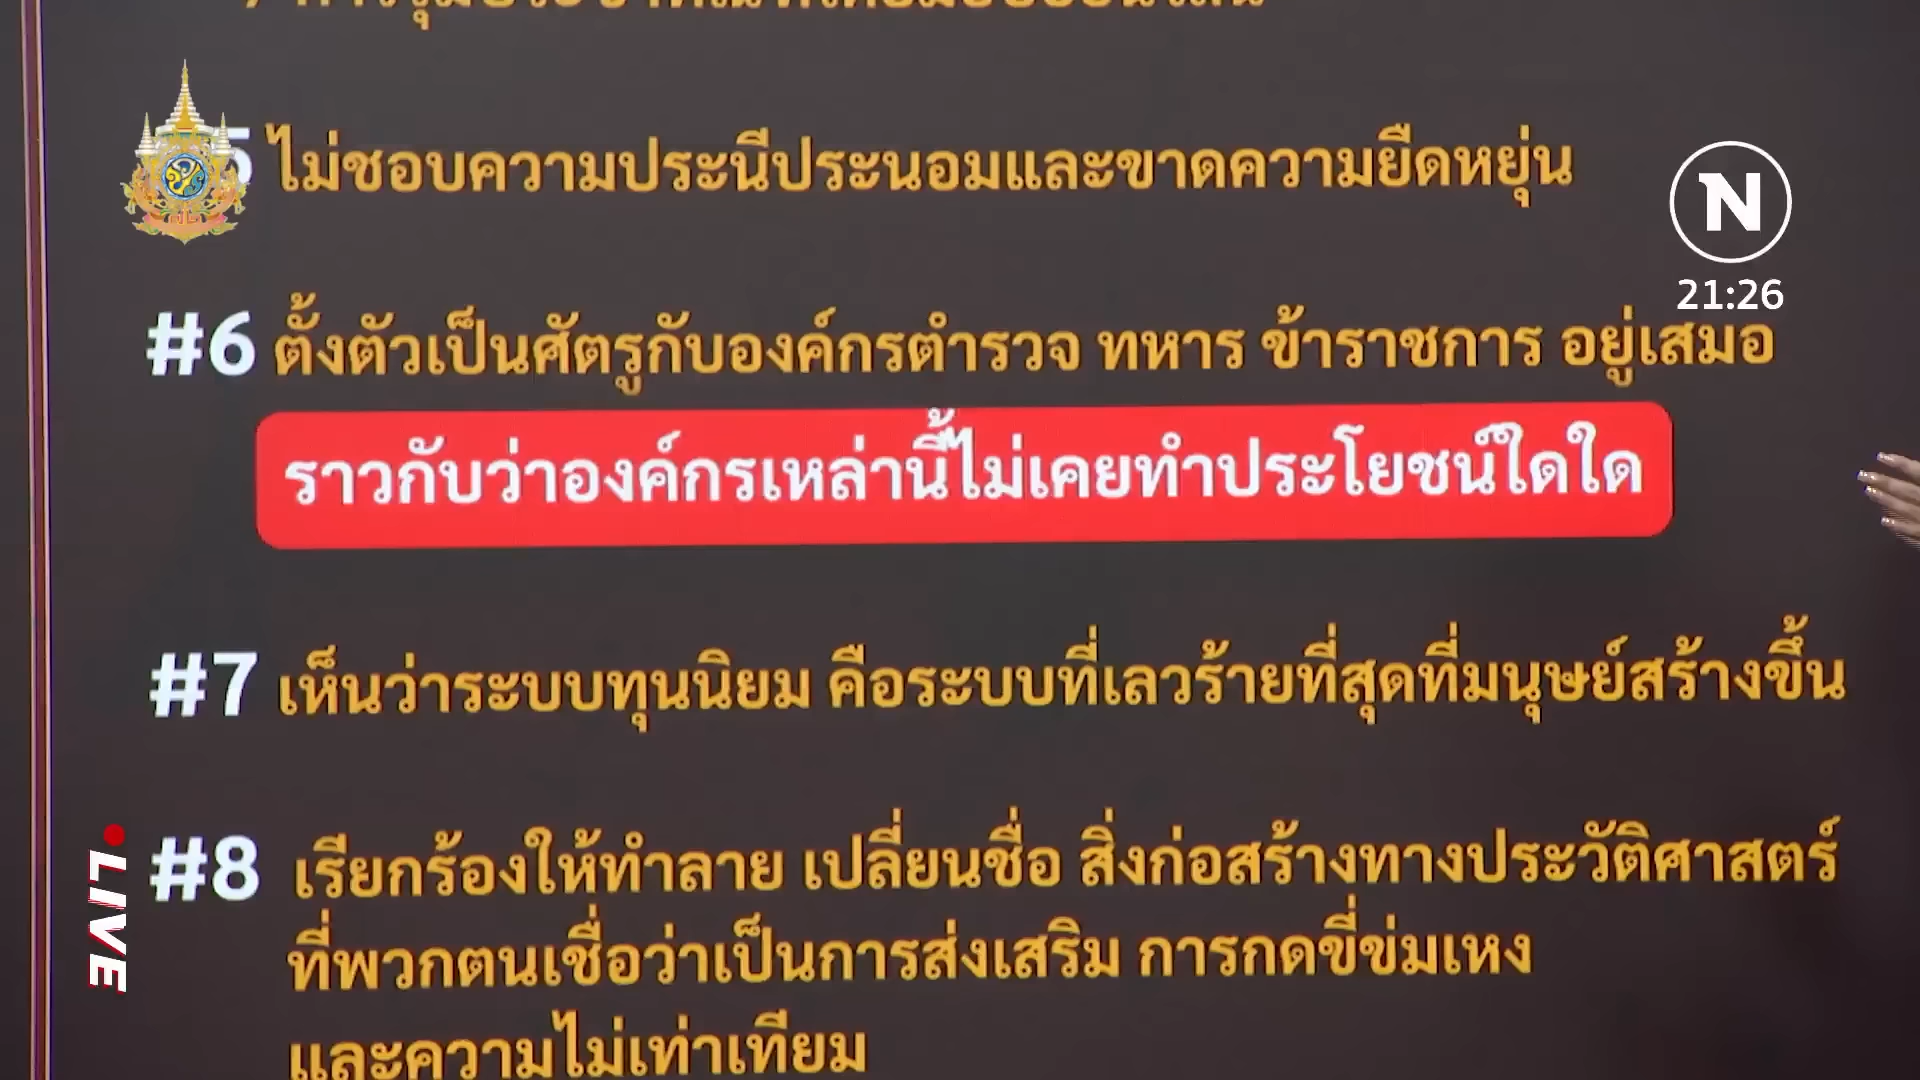 5 ไม่ชอบความประนีประนอมและขาดความยืดหยุ่น
N
21:26
#6 ตั้งตัวเป็นศัตรูกับองค์กรตำรวจ ทหาร ข้าราชการ อยู่เสมอ
ราวกับว่าองค์กรเหล่านี้ไม่เคยทำประโยชน์ใดใด
#7 เห็นว่าระบบทุนนิยม คือระบบที่เลวร้ายที่สุดที่มนุษย์สร้างขึ้น
#8 เรียกร้องให้ทำลาย เปลี่ยนชื่อ สิ่งก่อสร้างทางประวัติศาสตร์
ที่พวกตนเชื่อว่าเป็นการส่งเสริม การกดขี่ข่มเหง
และความไม่เท่าเทียม
LIVE